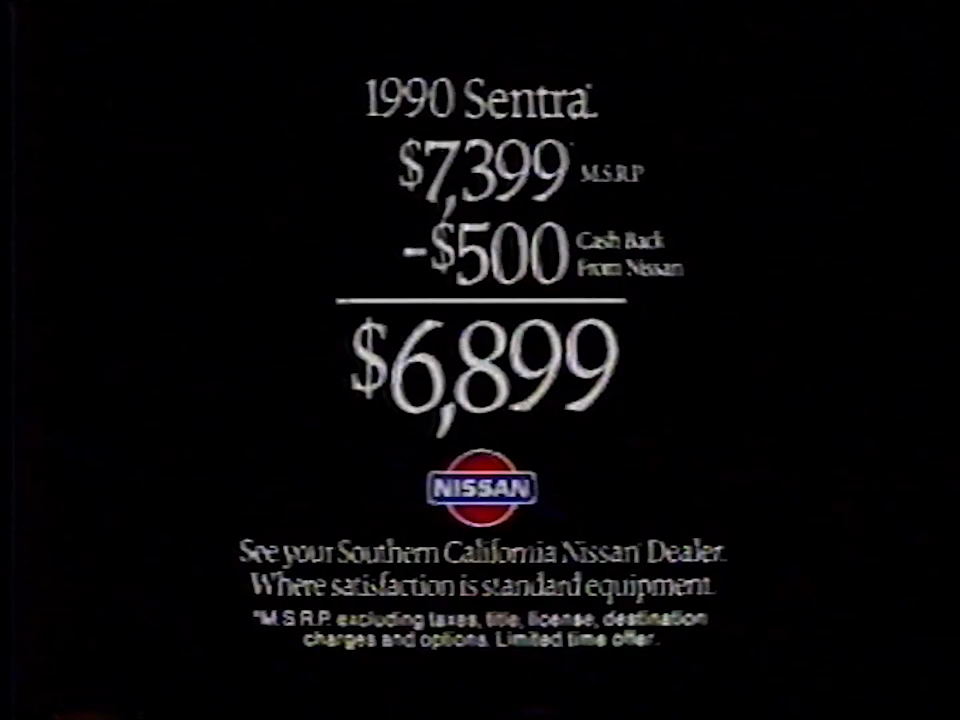 1990 Sentra.
$7,399* M.S.R.P.
-$500 Cash Back
From Nissan
$6,899
NISSAN
See your Southern California Nissan Dealer.
Where satisfaction is standard equipment.
*M.S.R.P. excluding taxes, title, license, destination
charges and options. Limited time offer.